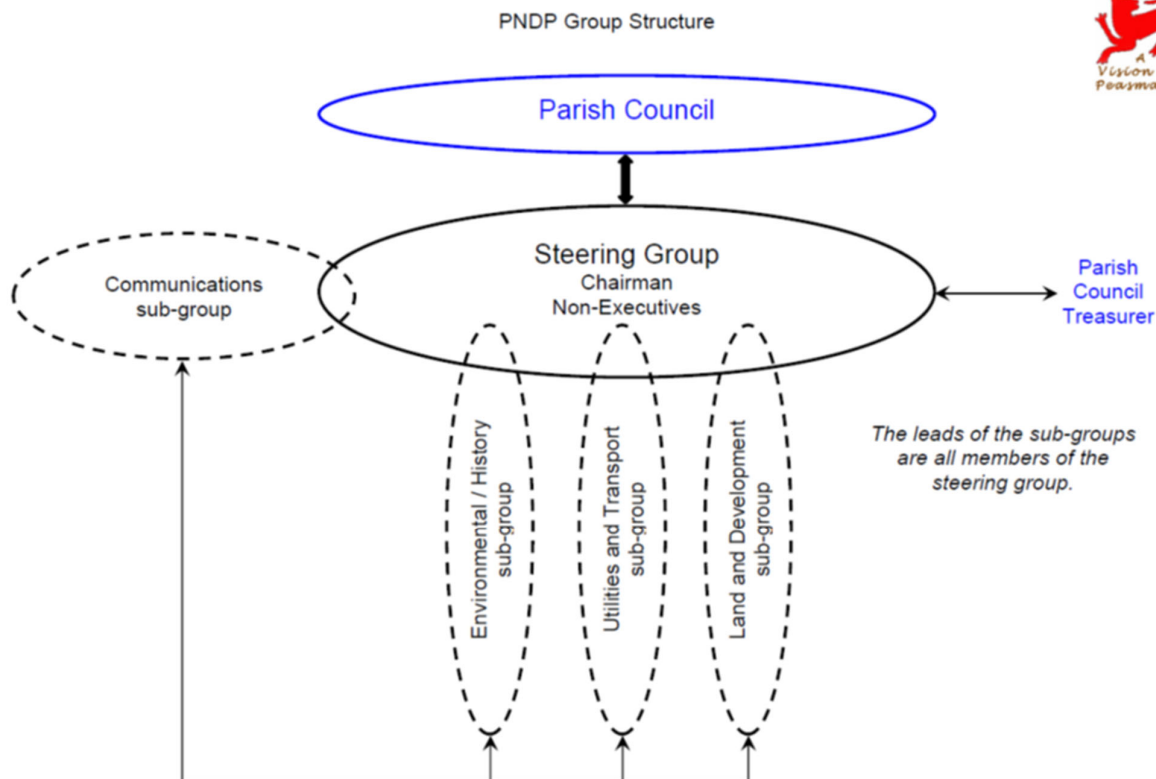 PNDP Group Structure
A
Vision
Peasma
Parish Council
Steering Group
Chairman
Non-Executives
Communications
sub-group
Parish
Council
Treasurer
The leads of the sub-groups
are all members of the
steering group.
Environmental / History
sub-group
Utilities and Transport
sub-group
Land and Development
sub-group